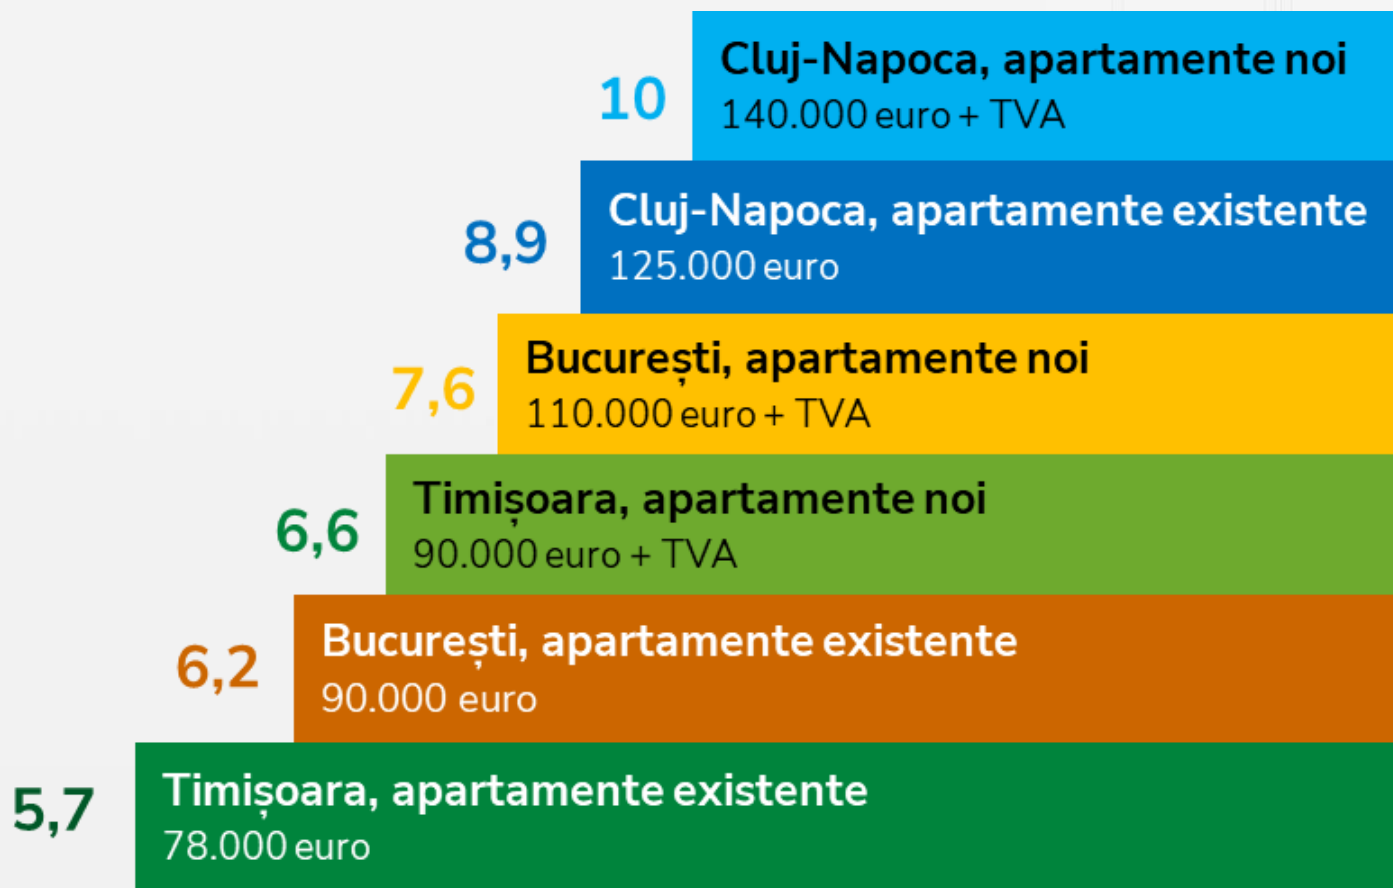 10
Cluj-Napoca, apartamente noi
140.000 euro + TVA
8,9
Cluj-Napoca, apartamente existente
125.000 euro
7,6
București, apartamente noi
110.000 euro + TVA
6,6
Timișoara, apartamente noi
90.000 euro + TVA
6,2
București, apartamente existente
90.000 euro
5,7
Timișoara, apartamente existente
78.000 euro